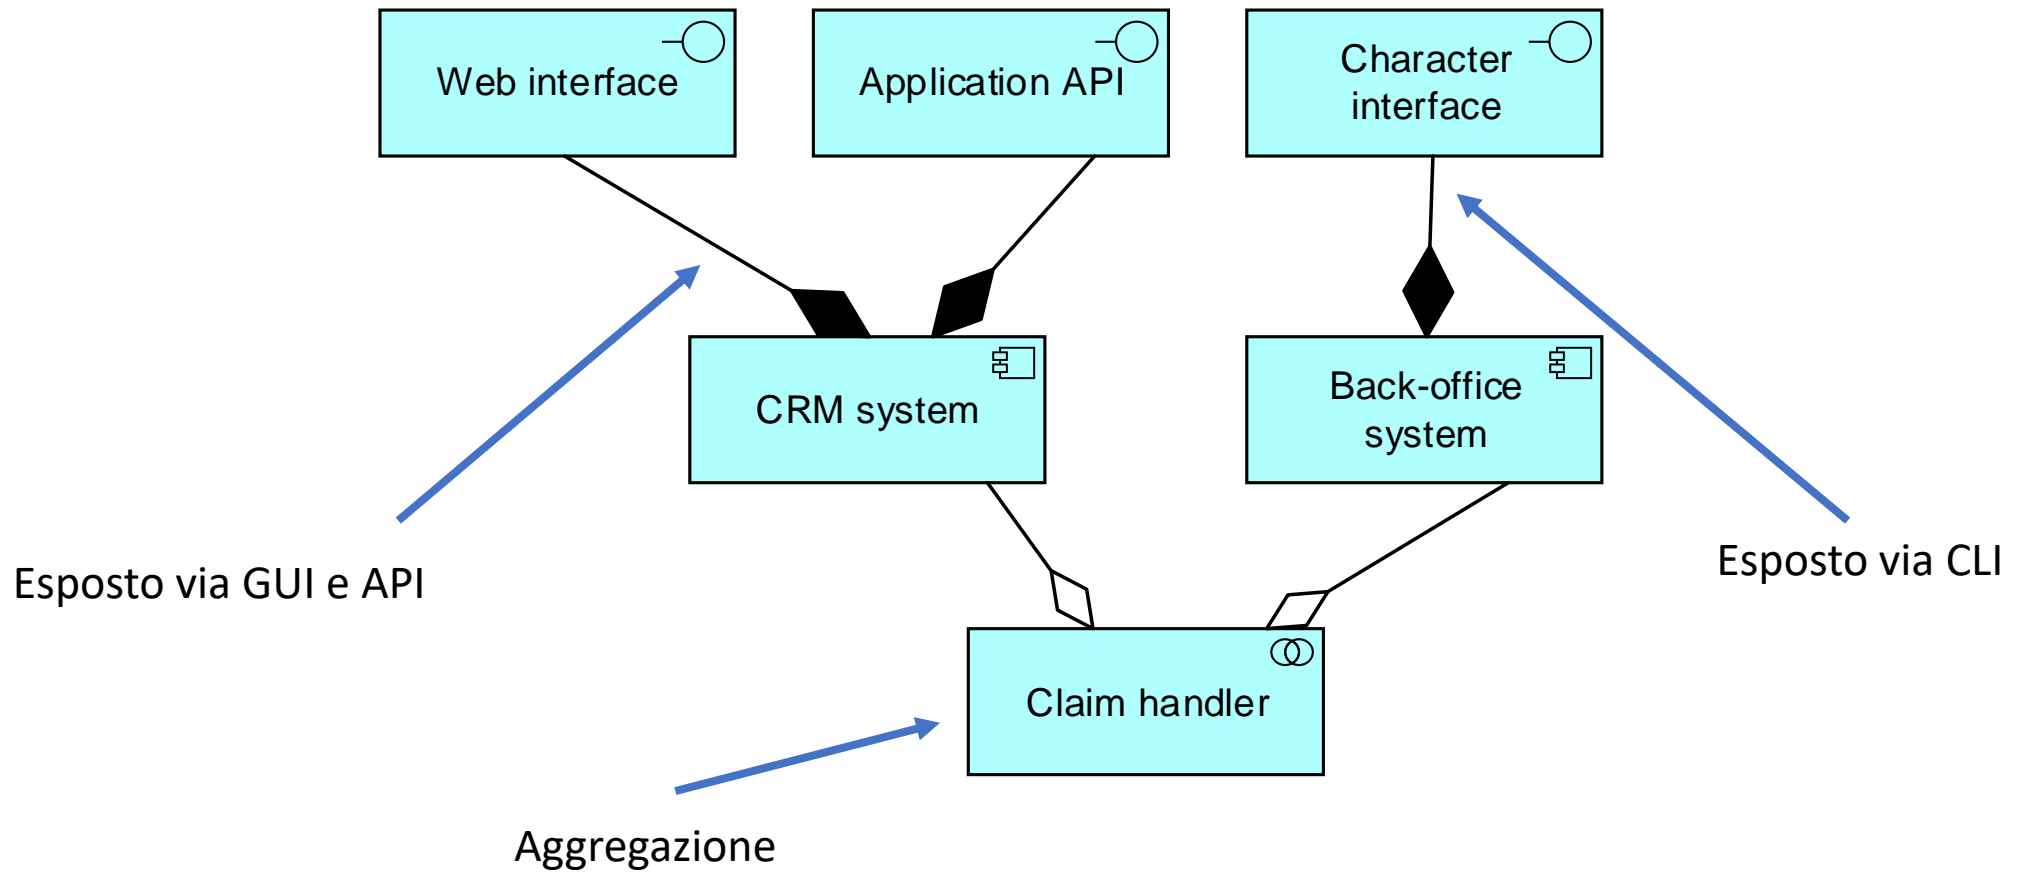 Web interface
Application API
Character
interface
CRM system
Back-office
system
Esposto via GUI e API
Esposto via CLI
Claim handler
Aggregazione